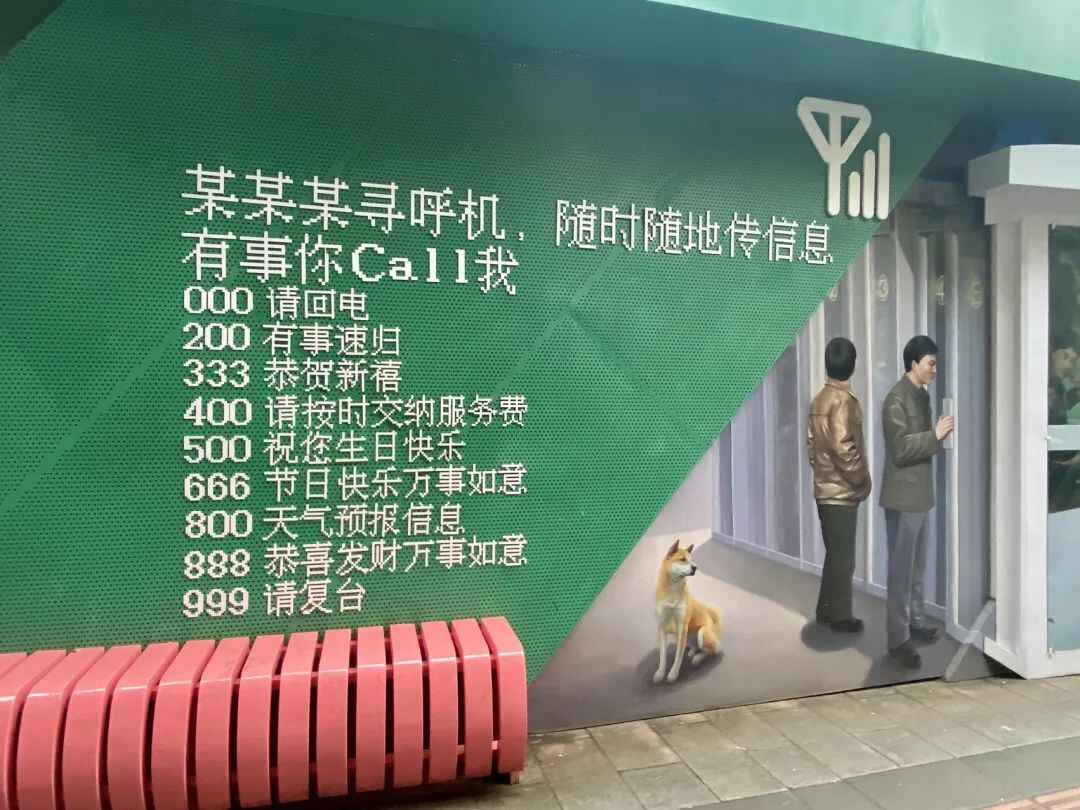 某某某寻呼机，随时随地传信息
有事你Call我
000 请回电
200 有事速归
333 恭贺新禧
400 请按时交纳服务费
500 祝您生日快乐
666 节日快乐万事如意
800 天气预报信息
888 恭喜发财万事如意
999 请复台